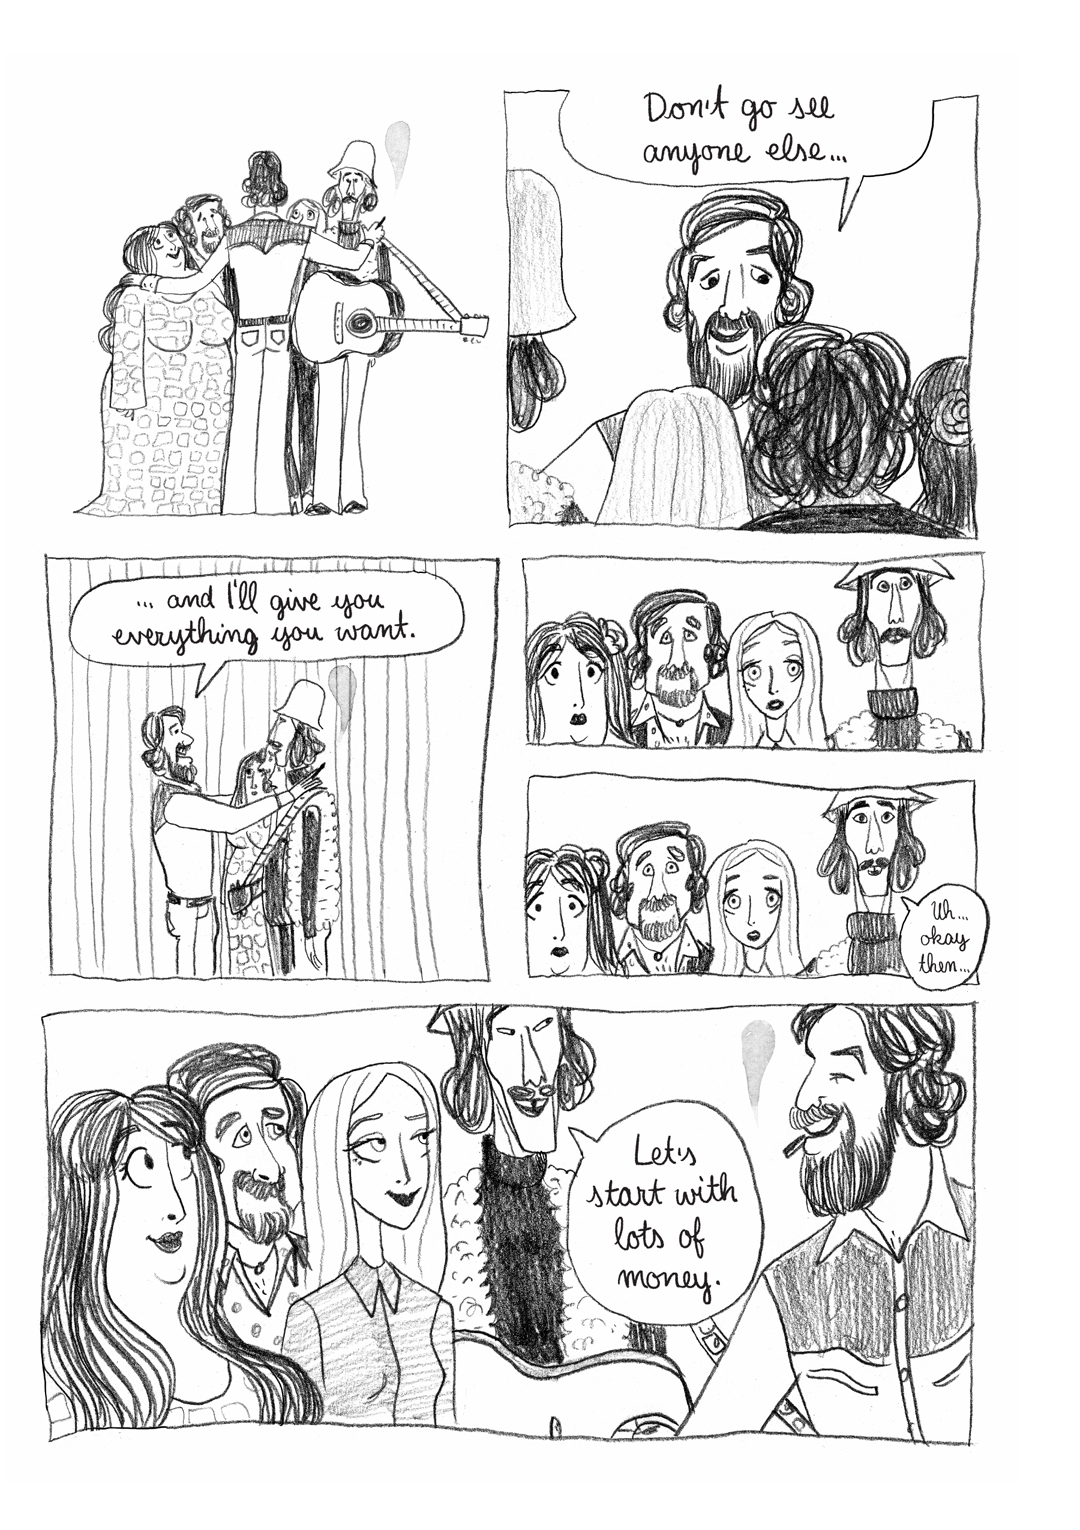 Don't go see
anyone else...
... and I'll give you
everything you want.
Uh...
okay
then...
Let's
start with
lots of
money.